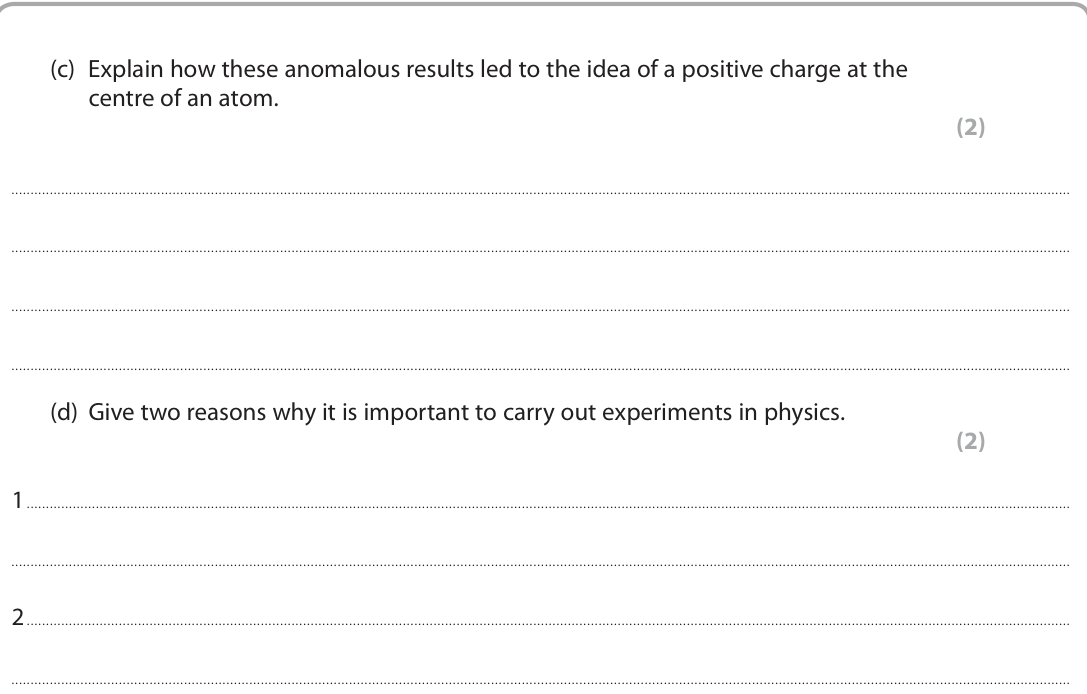 (c) Explain how these anomalous results led to the idea of a positive charge at the
centre of an atom.
(2)
(d) Give two reasons why it is important to carry out experiments in physics.
(2)
1
2